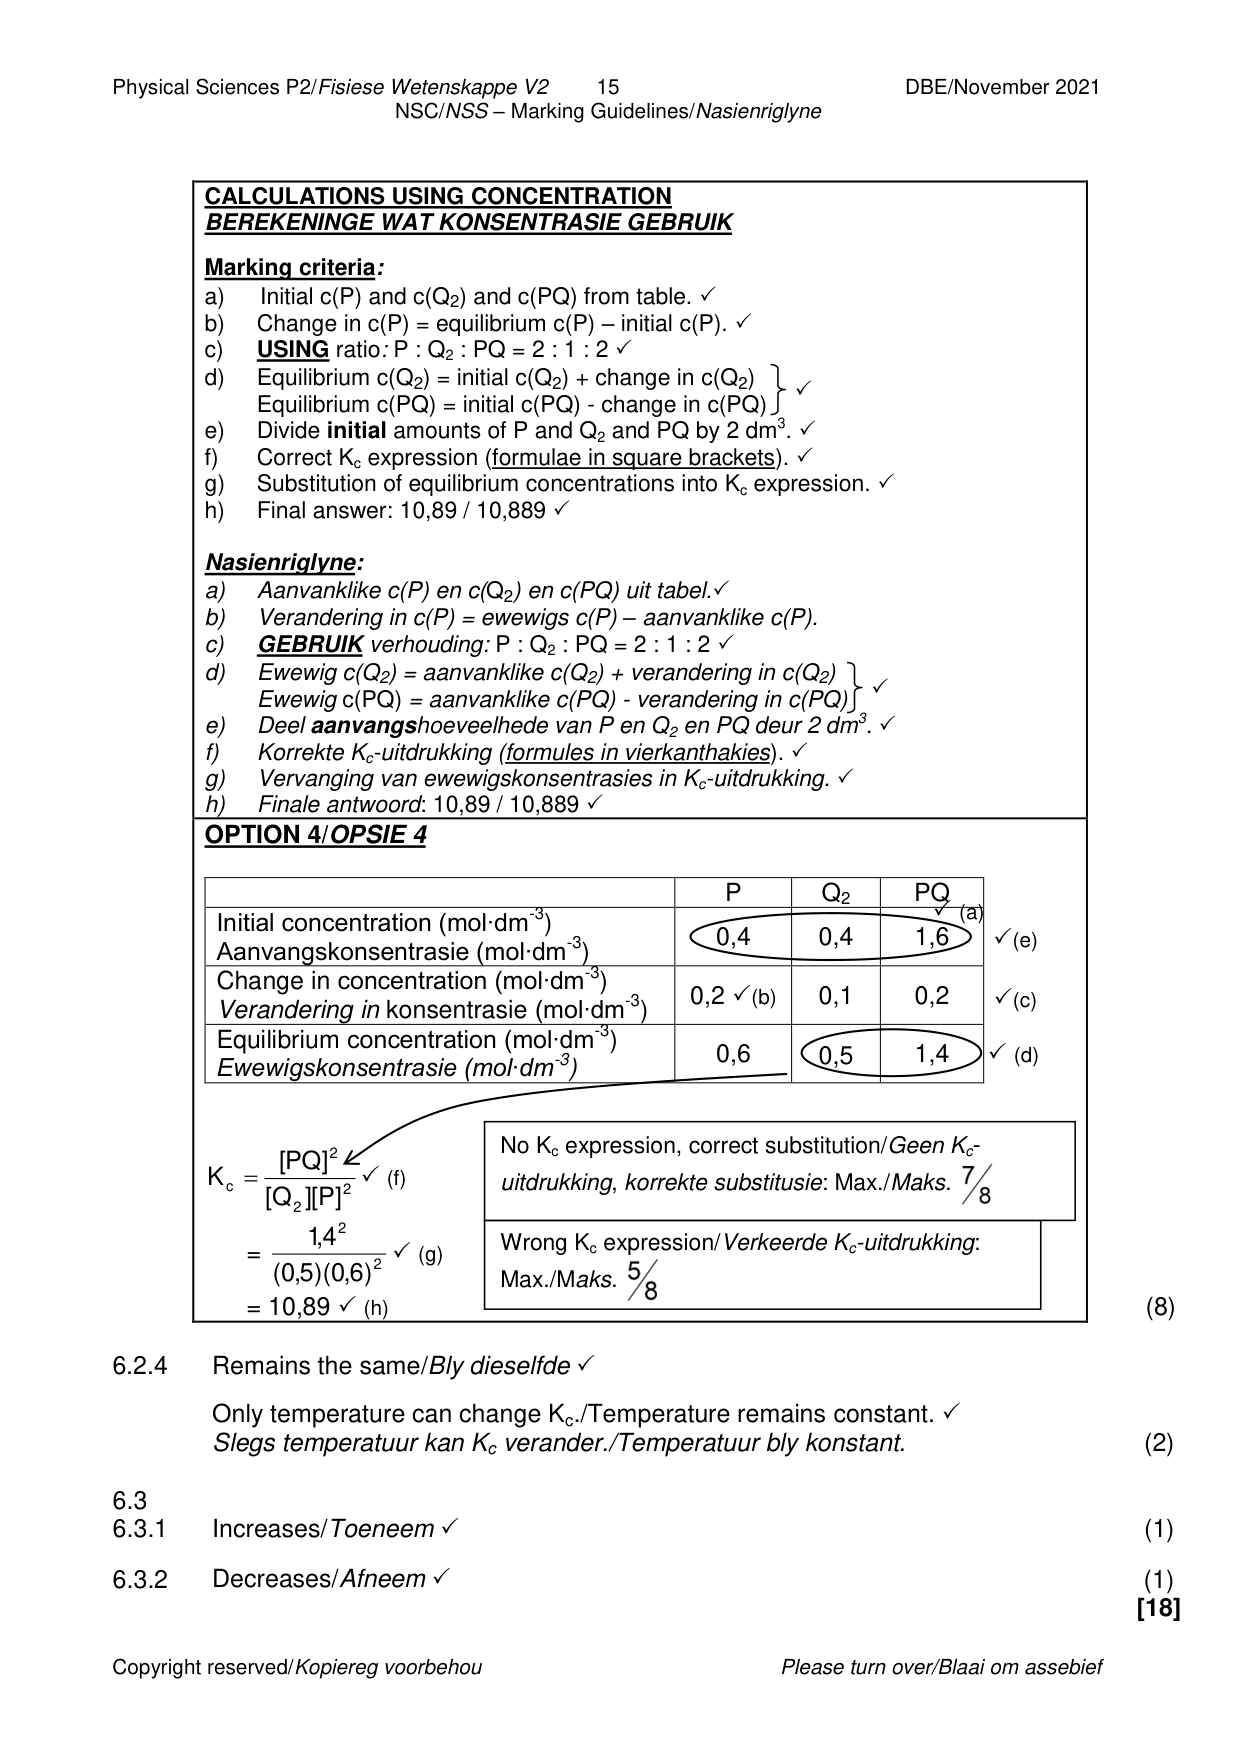 Physical Sciences P2/Fisiese Wetenskappe V2 15 DBE/November 2021
NSC/NSS – Marking Guidelines/Nasienriglyne
CALCULATIONS USING CONCENTRATION
BEREKENINGE WAT KONSENTRASIE GEBRUIK
Marking criteria:
a) Initial c(P) and c(Q₂) and c(PQ) from table. ✓
b) Change in c(P) = equilibrium c(P) – initial c(P). ✓
c) USING ratio: P : Q₂ : PQ = 2 : 1 : 2 ✓
d) Equilibrium c(Q₂) = initial c(Q₂) + change in c(Q₂)
Equilibrium c(PQ) = initial c(PQ) - change in c(PQ) ✓
e) Divide initial amounts of P and Q₂ and PQ by 2 dm³. ✓
f) Correct Kc expression (formulae in square brackets). ✓
g) Substitution of equilibrium concentrations into Kc expression. ✓
h) Final answer: 10,89 / 10,889 ✓
Nasienriglyne:
a) Aanvanklike c(P) en c(Q₂) en c(PQ) uit tabel.✓
b) Verandering in c(P) = ewewigs c(P) – aanvanklike c(P).
c) GEBRUIK verhouding: P : Q₂ : PQ = 2 : 1 : 2 ✓
d) Ewewig c(Q₂) = aanvanklike c(Q₂) + verandering in c(Q₂)
Ewewig c(PQ) = aanvanklike c(PQ) - verandering in c(PQ) ✓
e) Deel aanvangshoeveelhede van P en Q₂ en PQ deur 2 dm³. ✓
f) Korrekte Kc-uitdrukking (formules in vierkanthakies). ✓
g) Vervanging van ewewigskonsentrasies in Kc-uitdrukking. ✓
h) Finale antwoord: 10,89 / 10,889 ✓
OPTION 4/OPSIE 4
P Q₂ PQ
✓ (a)
Initial concentration (mol·dm⁻³)
Aanvangskonsentrasie (mol·dm⁻³) 0,4 0,4 1,6 ✓(e)
Change in concentration (mol·dm⁻³)
Verandering in konsentrasie (mol·dm⁻³) 0,2 ✓(b) 0,1 0,2 ✓(c)
Equilibrium concentration (mol·dm⁻³)
Ewewigskonsentrasie (mol·dm⁻³) 0,6 0,5 1,4 ✓ (d)
Kc = [PQ]² / [Q₂][P]² ✓ (f)
= 1,4² / (0,5)(0,6)² ✓ (g)
= 10,89 ✓ (h)
No Kc expression, correct substitution/Geen Kc-
uitdrukking, korrekte substitusie: Max./Maks. 7/8
Wrong Kc expression/Verkeerde Kc-uitdrukking:
Max./Maks. 5/8
(8)
6.2.4 Remains the same/Bly dieselfde ✓
Only temperature can change Kc./Temperature remains constant. ✓
Slegs temperatuur kan Kc verander./Temperatuur bly konstant. (2)
6.3
6.3.1 Increases/Toeneem ✓ (1)
6.3.2 Decreases/Afneem ✓ (1)
[18]
Copyright reserved/Kopiereg voorbehou Please turn over/Blaai om assebief